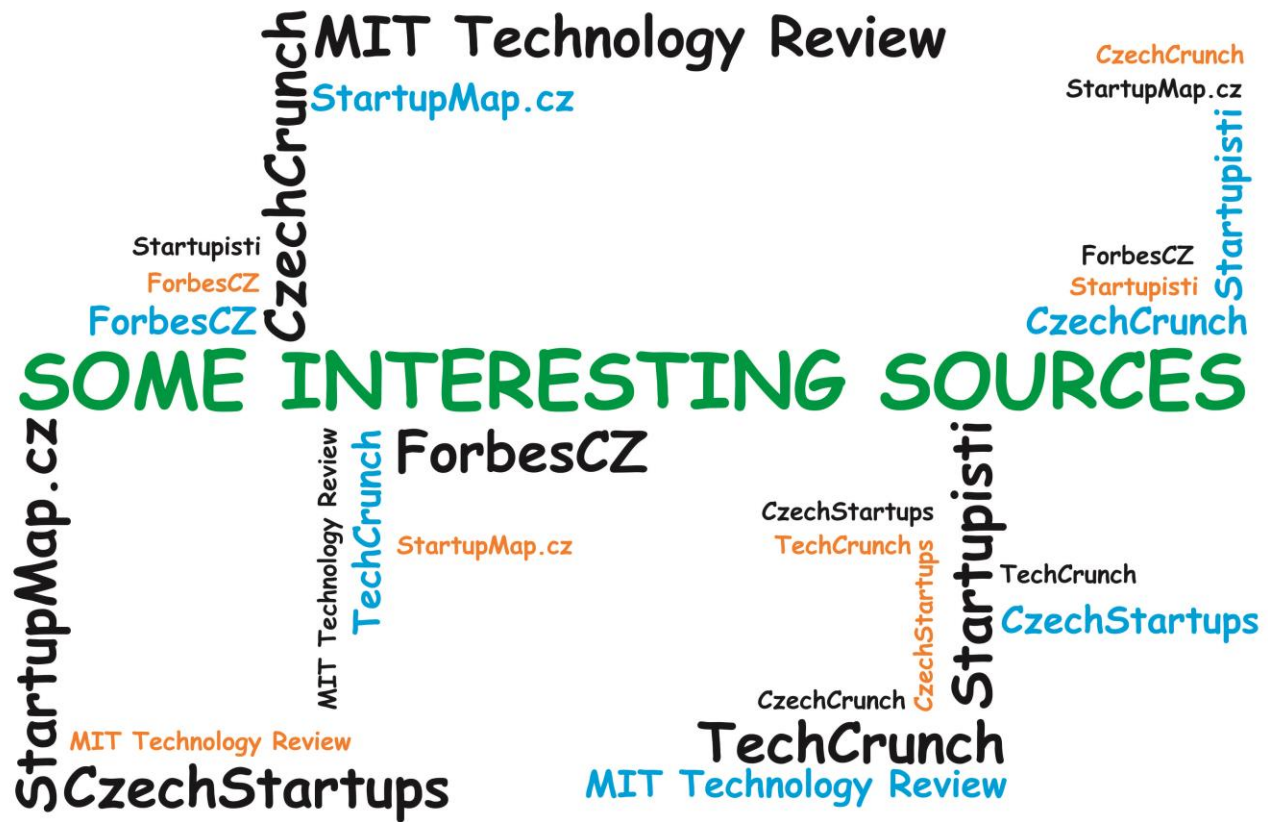 CzechCrunch
MIT Technology Review
StartupMap.cz
CzechCrunch
StartupMap.cz
Startupisti
Startupisti
ForbesCZ
ForbesCZ
ForbesCZ
Startupisti
CzechCrunch
SOME INTERESTING SOURCES
StartupMap.cz
MIT Technology Review
TechCrunch
ForbesCZ
StartupMap.cz
CzechStartups
TechCrunch
CzechStartups
Startupisti
TechCrunch
CzechStartups
CzechCrunch
MIT Technology Review
CzechStartups
TechCrunch
MIT Technology Review